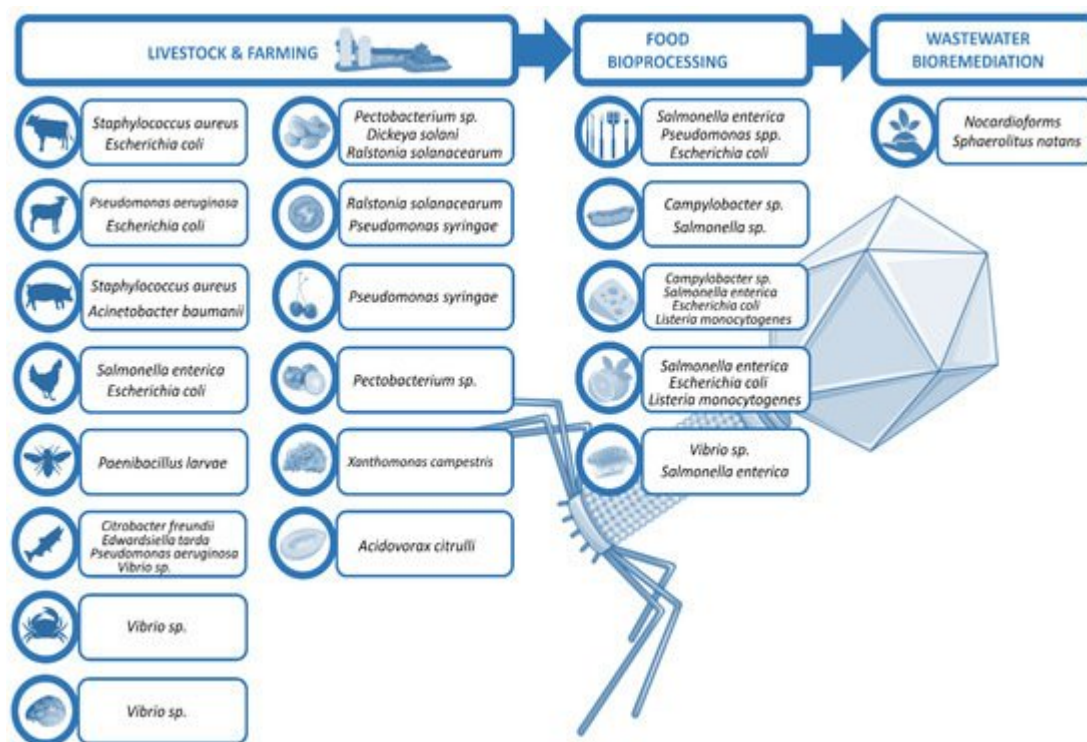 LIVESTOCK & FARMING
FOOD
BIOPROCESSING
WASTEWATER
BIOREMEDIATION
Staphylococcus aureus
Escherichia coli
Pseudomonas aeruginosa
Escherichia coli
Staphylococcus aureus
Acinetobacter baumanii
Salmonella enterica
Escherichia coli
Paenibacillus larvae
Citrobacter freundii
Edwardsiella tarda
Pseudomonas aeruginosa
Vibrio sp.
Vibrio sp.
Vibrio sp.
Pectobacterium sp.
Dickeya solani
Ralstonia solanacearum
Ralstonia solanacearum
Pseudomonas syringae
Pseudomonas syringae
Pectobacterium sp.
Xanthomonas campestris
Acidovorax citrulli
Salmonella enterica
Pseudomonas spp.
Escherichia coli
Campylobacter sp.
Salmonella sp.
Campylobacter sp.
Salmonella enterica
Escherichia coli
Listeria monocytogenes
Salmonella enterica
Escherichia coli
Listeria monocytogenes
Vibrio sp.
Salmonella enterica
Nocardioforms
Sphaerolitus natans